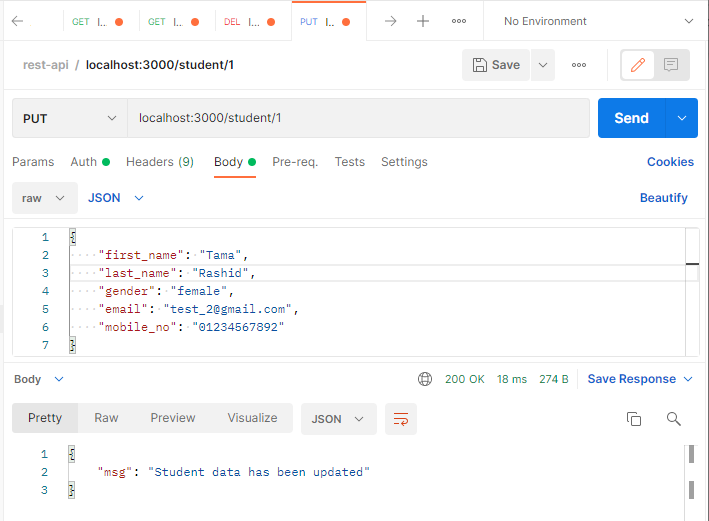 GET I... GET I... DEL I... PUT I... No Environment
rest-api / localhost:3000/student/1 Save
PUT localhost:3000/student/1 Send
Params Auth Headers (9) Body Pre-req. Tests Settings Cookies
raw JSON Beautify
1 {
2 "first_name": "Tama",
3 "last_name": "Rashid",
4 "gender": "female",
5 "email": "test_2@gmail.com",
6 "mobile_no": "01234567892"
7 }
Body 200 OK 18 ms 274 B Save Response
Pretty Raw Preview Visualize JSON
1 {
2 "msg": "Student data has been updated"
3 }